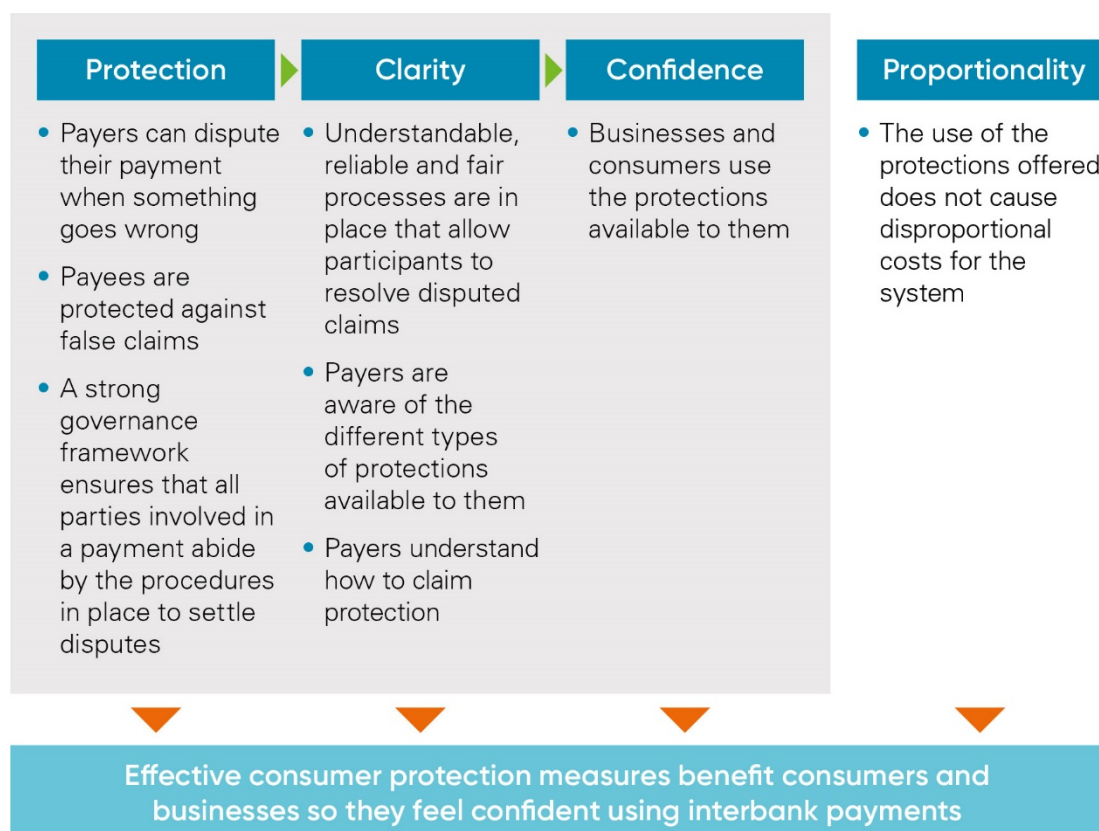 Protection
Clarity
Confidence
Proportionality
• Payers can dispute
their payment
when something
goes wrong
• Payees are
protected against
false claims
• A strong
governance
framework
ensures that all
parties involved in
a payment abide
by the procedures
in place to settle
disputes
• Understandable,
reliable and fair
processes are in
place that allow
participants to
resolve disputed
claims
• Payers are
aware of the
different types
of protections
available to them
• Payers understand
how to claim
protection
• Businesses and
consumers use
the protections
available to them
• The use of the
protections offered
does not cause
disproportional
costs for the
system
Effective consumer protection measures benefit consumers and
businesses so they feel confident using interbank payments